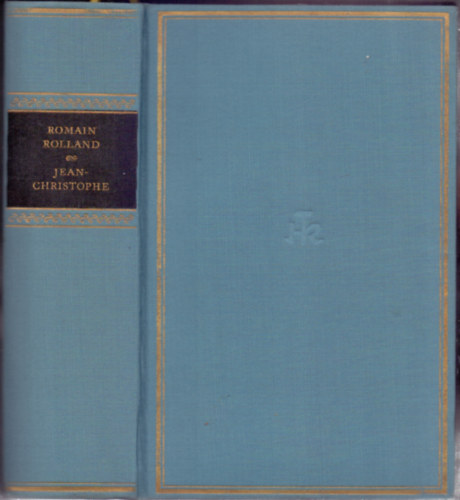 ROMAIN
ROLLAND
JEAN-
CHRISTOPHE